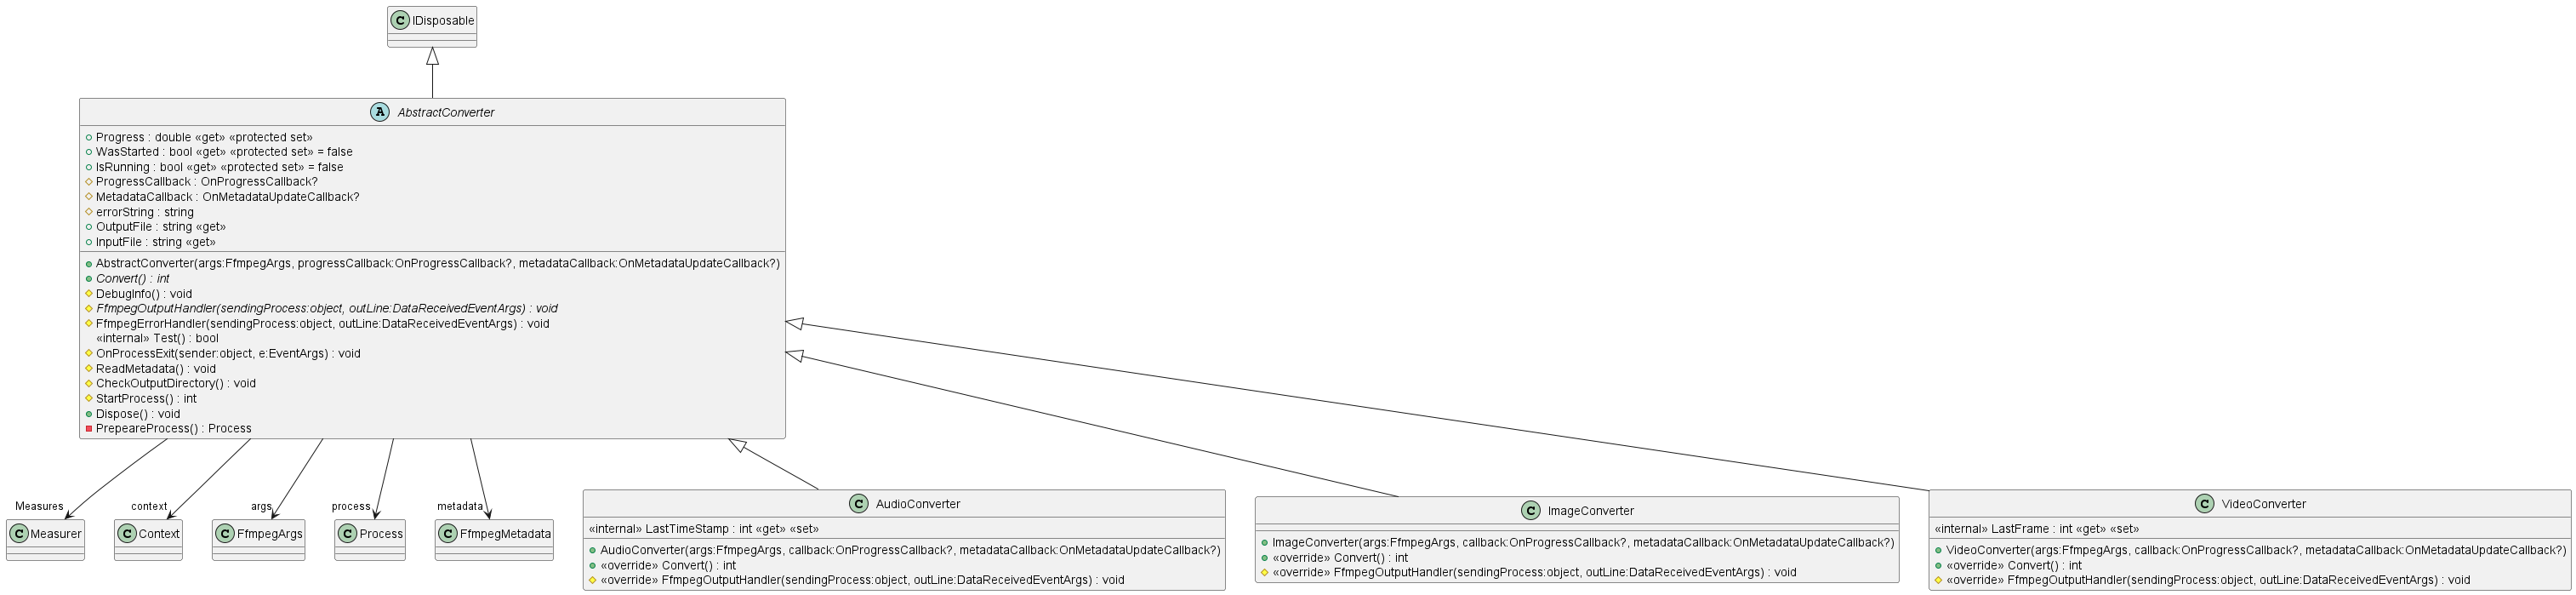 C IDisposable
A AbstractConverter
Progress : double «get» «protected set»
WasStarted : bool «get» «protected set» = false
IsRunning : bool «get» «protected set» = false
ProgressCallback : OnProgressCallback?
MetadataCallback : OnMetadataUpdateCallback?
errorString : string
OutputFile : string «get»
InputFile : string «get»
AbstractConverter(args:FfmpegArgs, progressCallback:OnProgressCallback?, metadataCallback:OnMetadataUpdateCallback?)
Convert() : int
DebugInfo() : void
FfmpegOutputHandler(sendingProcess:object, outLine:DataReceivedEventArgs) : void
FfmpegErrorHandler(sendingProcess:object, outLine:DataReceivedEventArgs) : void
«internal» Test() : bool
OnProcessExit(sender:object, e:EventArgs) : void
ReadMetadata() : void
CheckOutputDirectory() : void
StartProcess() : int
Dispose() : void
PrepeareProcess() : Process
Measures
context
args
process
metadata
C Measurer
C Context
C FfmpegArgs
C Process
C FfmpegMetadata
C AudioConverter
«internal» LastTimeStamp : int «get» «set»
AudioConverter(args:FfmpegArgs, callback:OnProgressCallback?, metadataCallback:OnMetadataUpdateCallback?)
«override» Convert() : int
«override» FfmpegOutputHandler(sendingProcess:object, outLine:DataReceivedEventArgs) : void
C ImageConverter
ImageConverter(args:FfmpegArgs, callback:OnProgressCallback?, metadataCallback:OnMetadataUpdateCallback?)
«override» Convert() : int
«override» FfmpegOutputHandler(sendingProcess:object, outLine:DataReceivedEventArgs) : void
C VideoConverter
«internal» LastFrame : int «get» «set»
VideoConverter(args:FfmpegArgs, callback:OnProgressCallback?, metadataCallback:OnMetadataUpdateCallback?)
«override» Convert() : int
«override» FfmpegOutputHandler(sendingProcess:object, outLine:DataReceivedEventArgs) : void